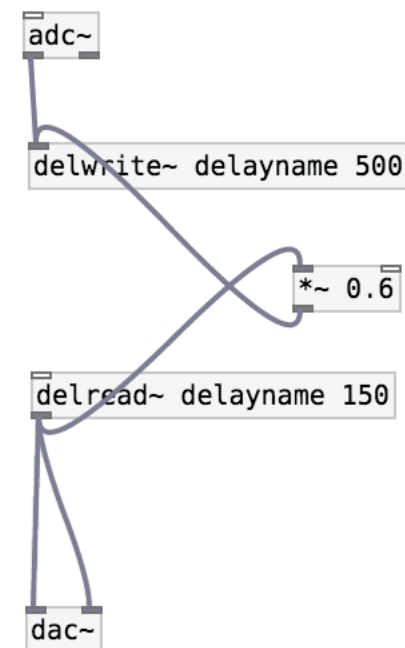 adc~
delwrite~ delayname 500
*~ 0.6
delread~ delayname 150
dac~